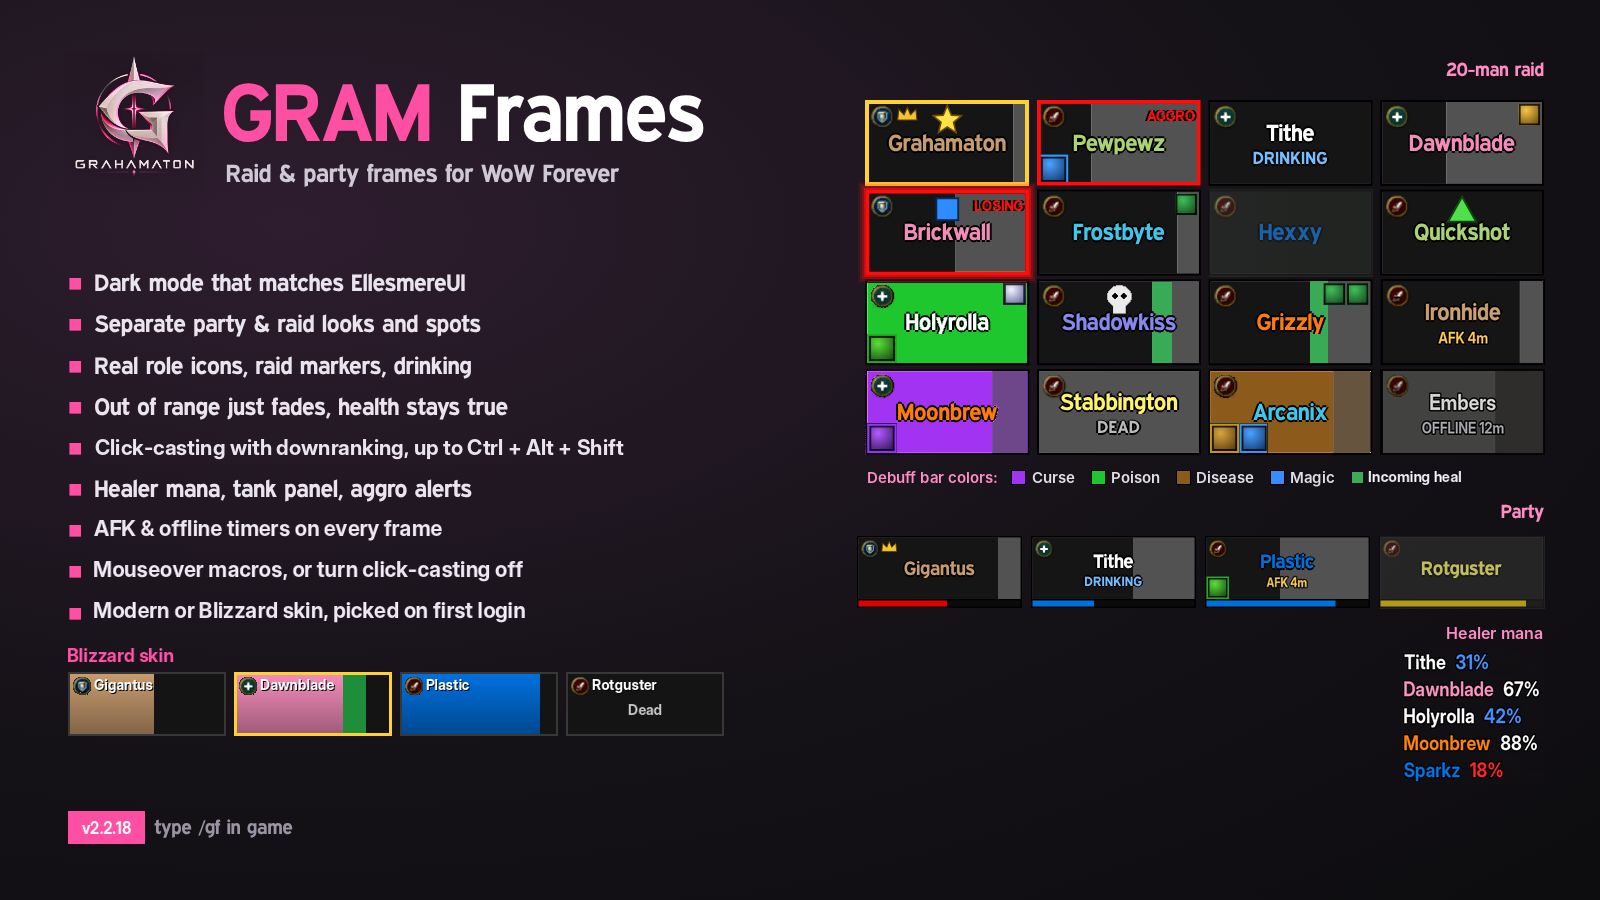 GRAHAMATON
GRAM Frames
Raid & party frames for WoW Forever
Dark mode that matches EllesmereUI
Separate party & raid looks and spots
Real role icons, raid markers, drinking
Out of range just fades, health stays true
Click-casting with downranking, up to Ctrl + Alt + Shift
Healer mana, tank panel, aggro alerts
AFK & offline timers on every frame
Mouseover macros, or turn click-casting off
Modern or Blizzard skin, picked on first login
Blizzard skin
Gigantus
Dawnblade
Plastic
Rotguster
Dead
v2.2.18 type /gf in game
20-man raid
Grahamaton
AGGRO
Pewpewz
Tithe
DRINKING
Dawnblade
LOSING
Brickwall
Frostbyte
Hexxy
Quickshot
Holyrolla
Shadowkiss
Grizzly
Ironhide
AFK 4m
Moonbrew
Stabbington
DEAD
Arcanix
Embers
OFFLINE 12m
Debuff bar colors: Curse Poison Disease Magic Incoming heal
Party
Gigantus
Tithe
DRINKING
Plastic
AFK 4m
Rotguster
Healer mana
Tithe 31%
Dawnblade 67%
Holyrolla 42%
Moonbrew 88%
Sparkz 18%